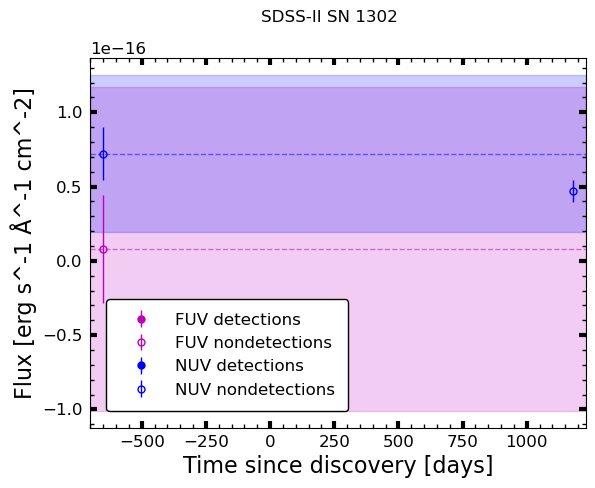 SDSS-II SN 1302
1e−16
1.0
0.5
0.0
−0.5
−1.0
Flux [erg s^-1 Å^-1 cm^-2]
FUV detections
FUV nondetections
NUV detections
NUV nondetections
−500 −250 0 250 500 750 1000
Time since discovery [days]